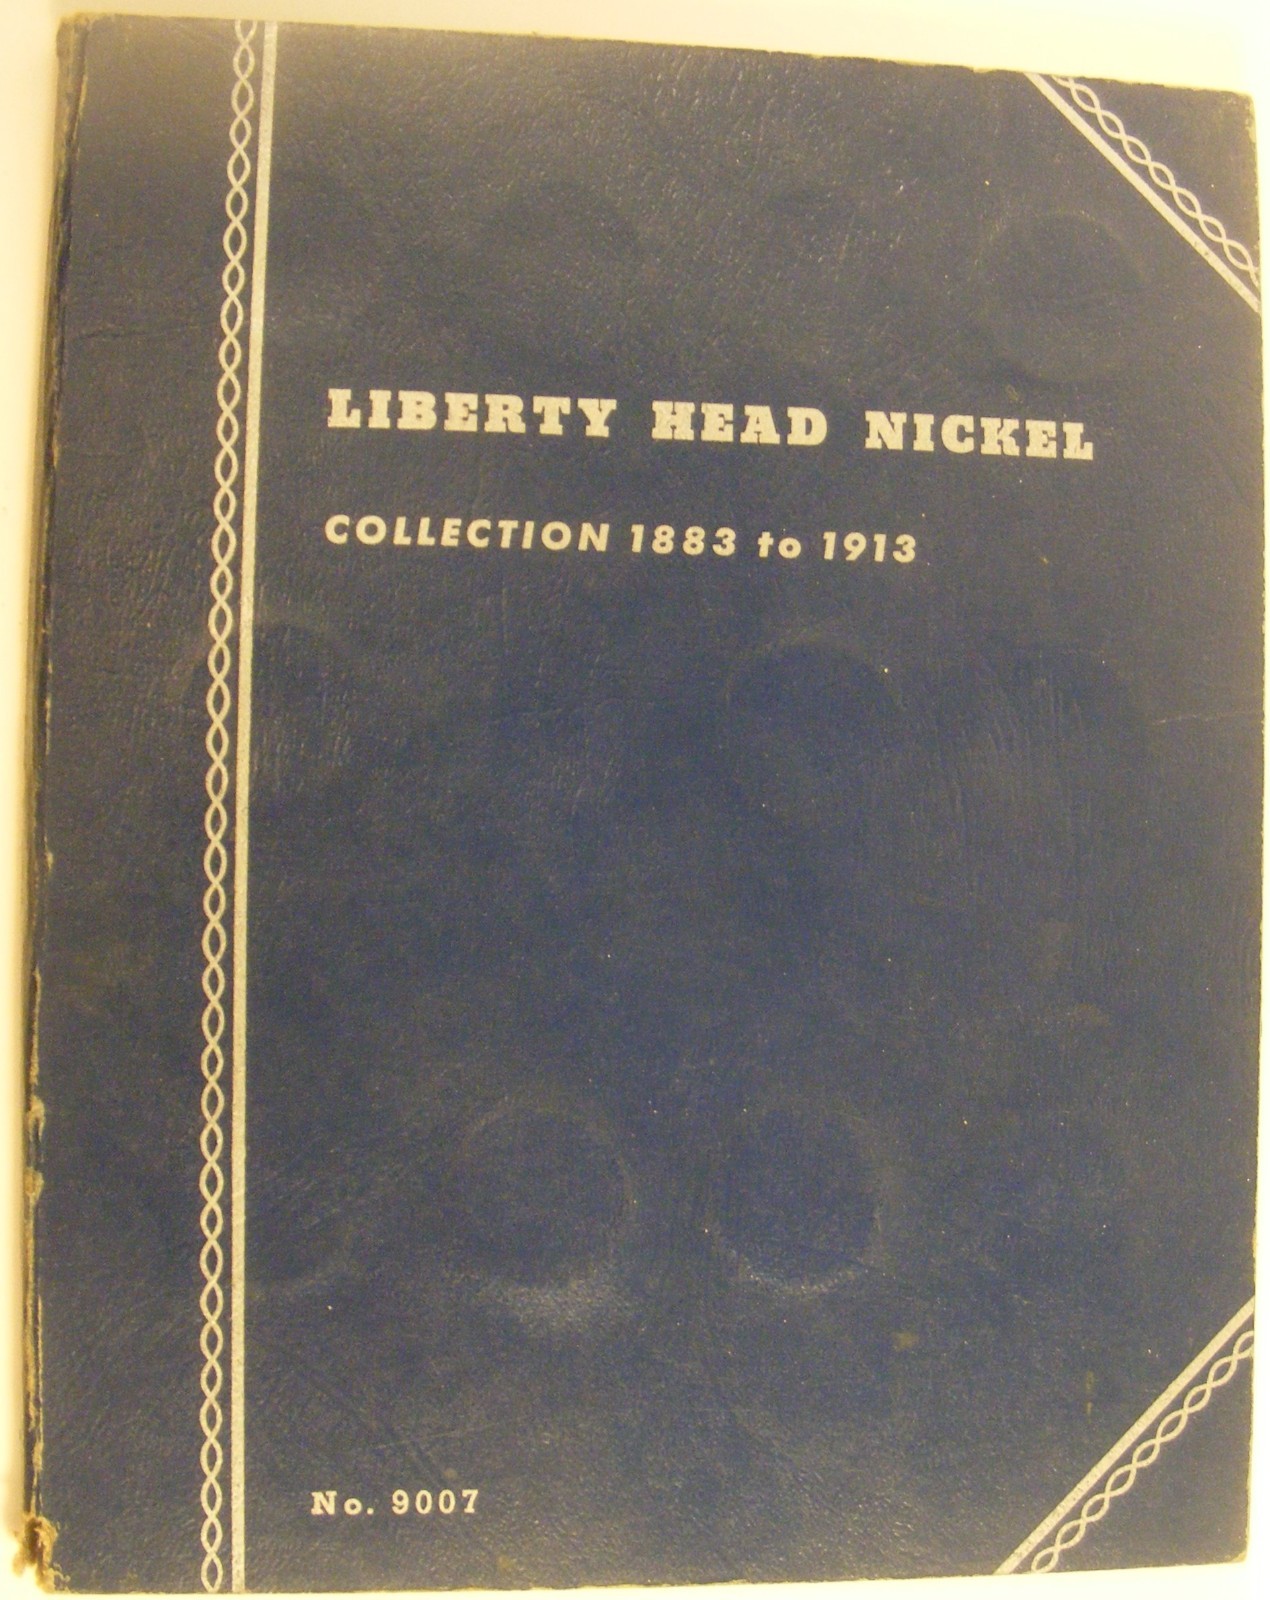 LIBERTY HEAD NICKEL
COLLECTION 1883 to 1913
No. 9007